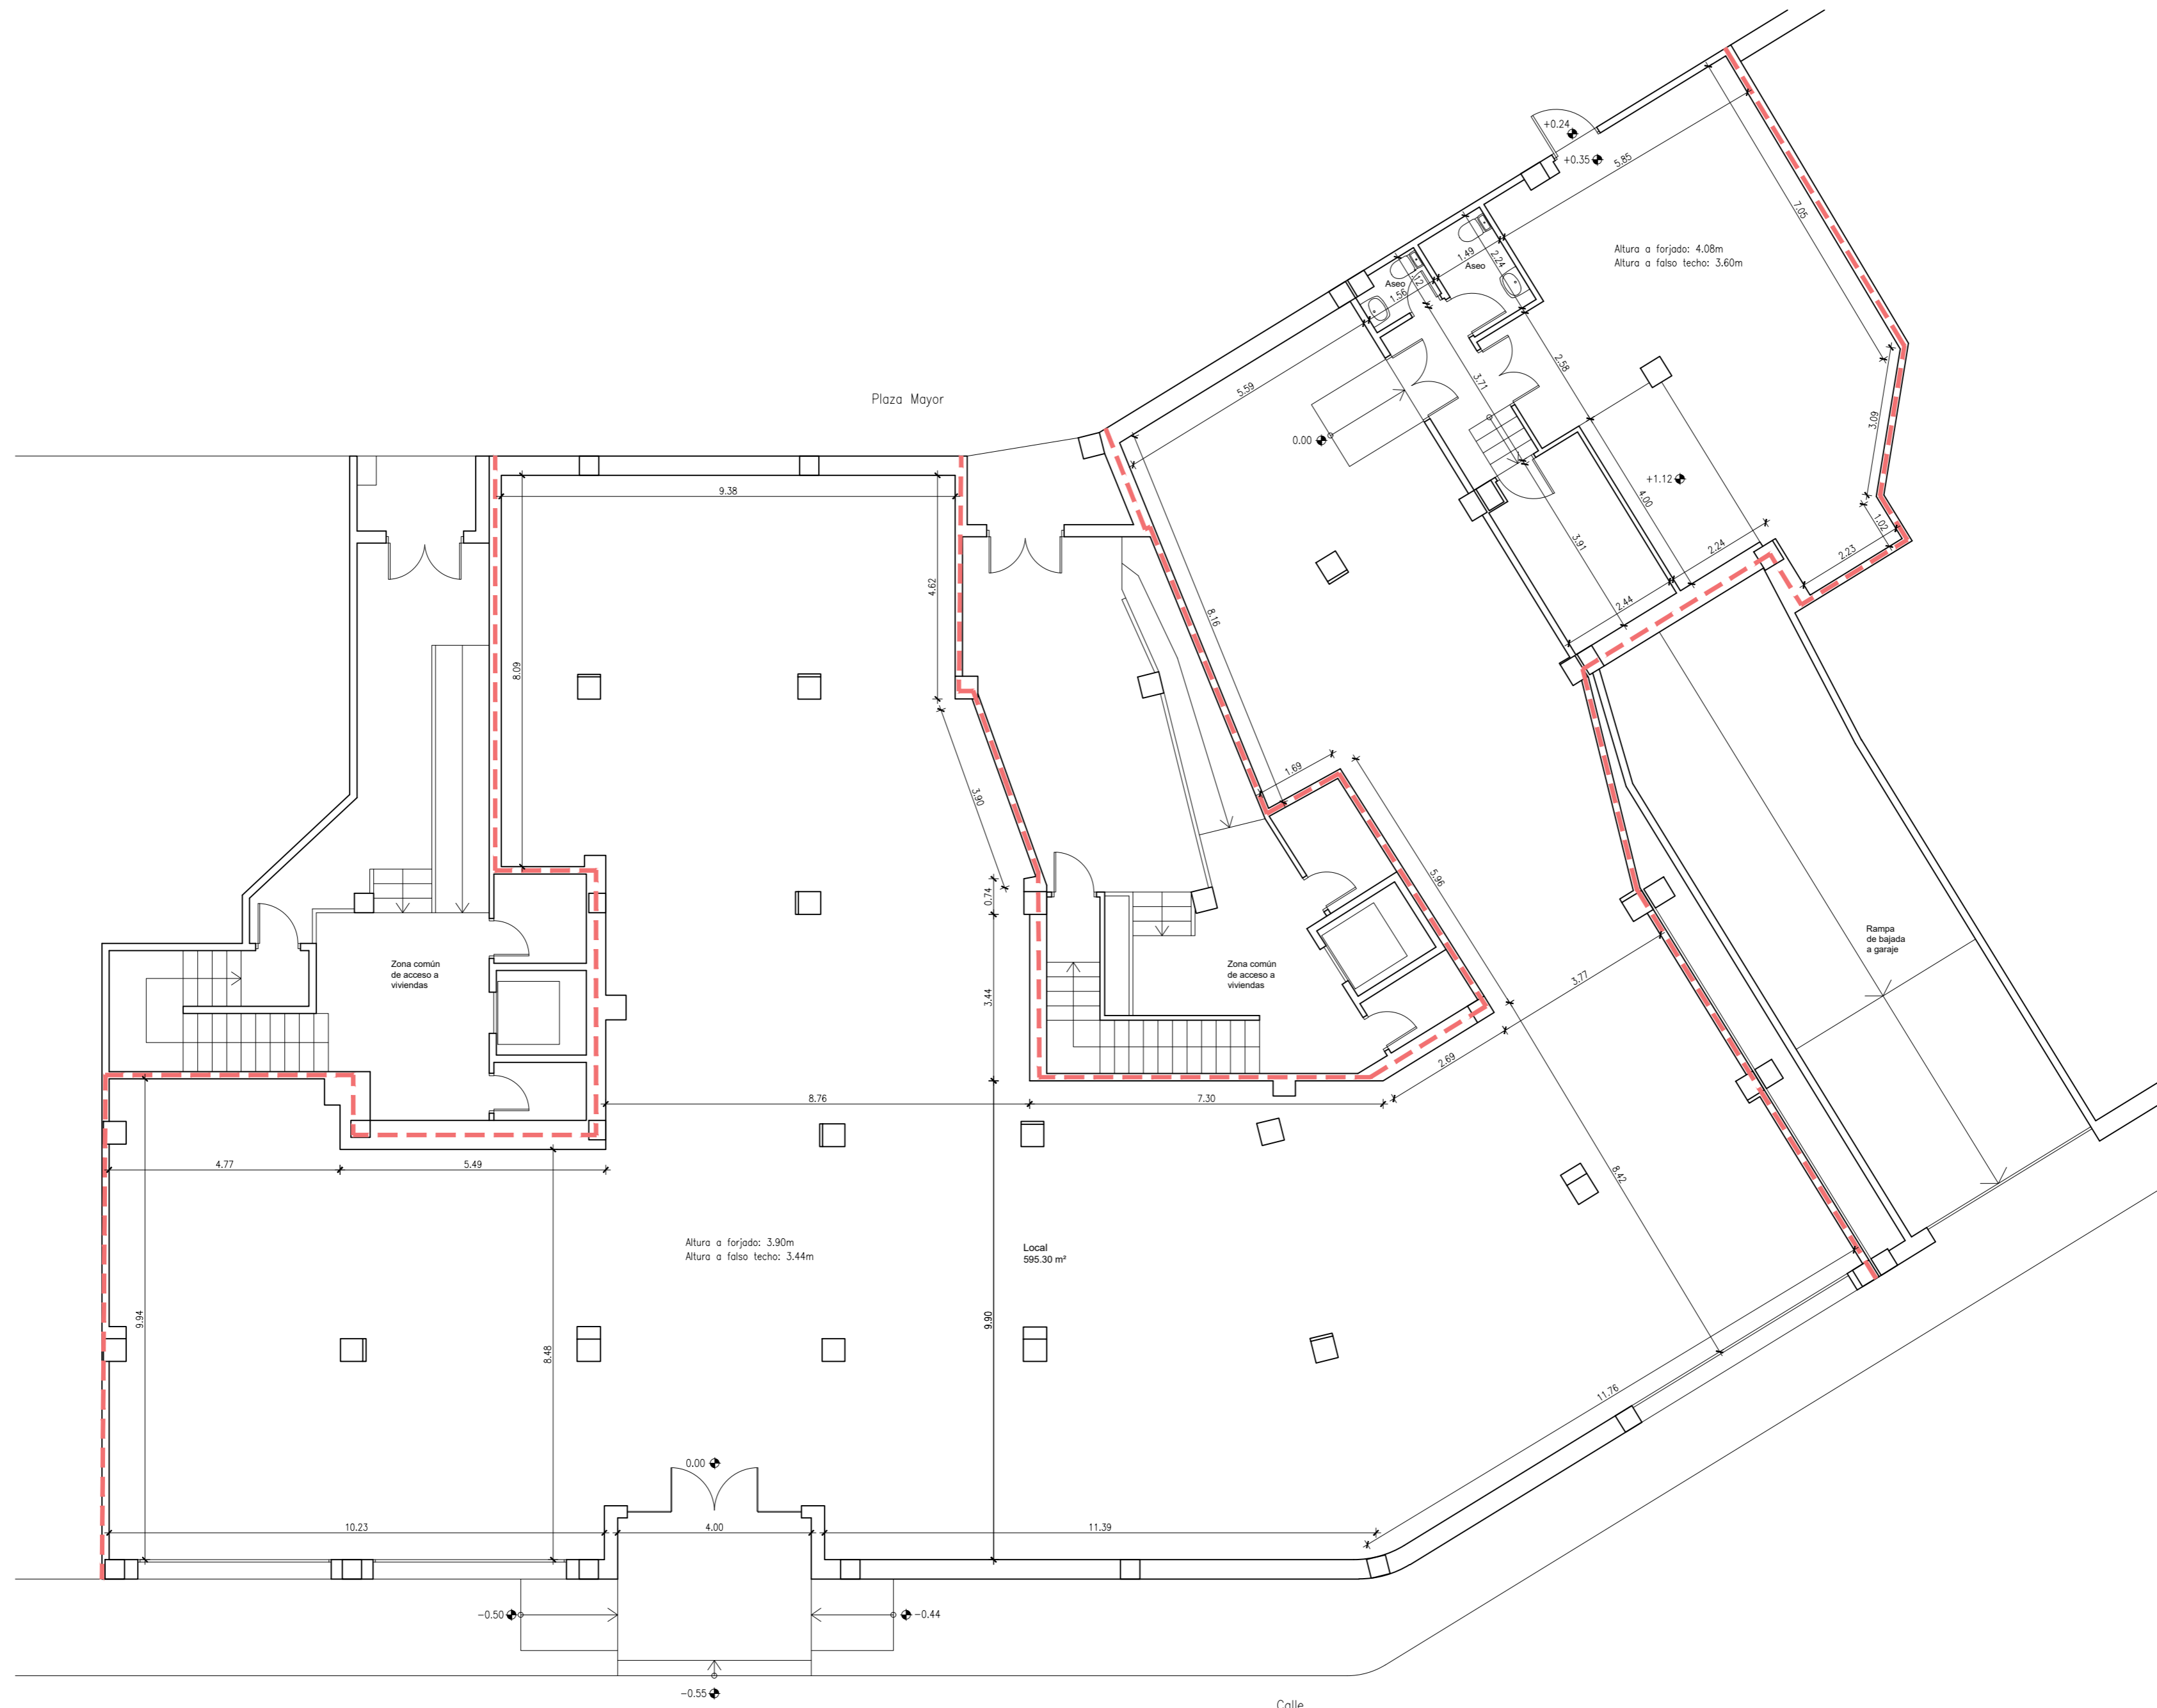 +0.24
+0.35
5.85
7.05
Altura a forjado: 4.08m
Altura a falso techo: 3.60m
1.49
2.24
Aseo
Aseo
1.56
2.58
3.71
3.09
5.59
Plaza Mayor
0.00
+1.12
4.00
1.02
2.23
2.24
3.91
2.44
9.38
4.62
8.09
8.16
3.90
1.69
5.96
0.74
3.44
3.77
2.69
Rampa
de bajada
a garaje
Zona común
de acceso a
viviendas
Zona común
de acceso a
viviendas
8.76
7.30
4.77
5.49
8.42
Altura a forjado: 3.90m
Altura a falso techo: 3.44m
Local
595.30 m²
9.94
8.48
9.90
11.76
0.00
10.23
4.00
11.39
-0.50
-0.44
-0.55
Calle